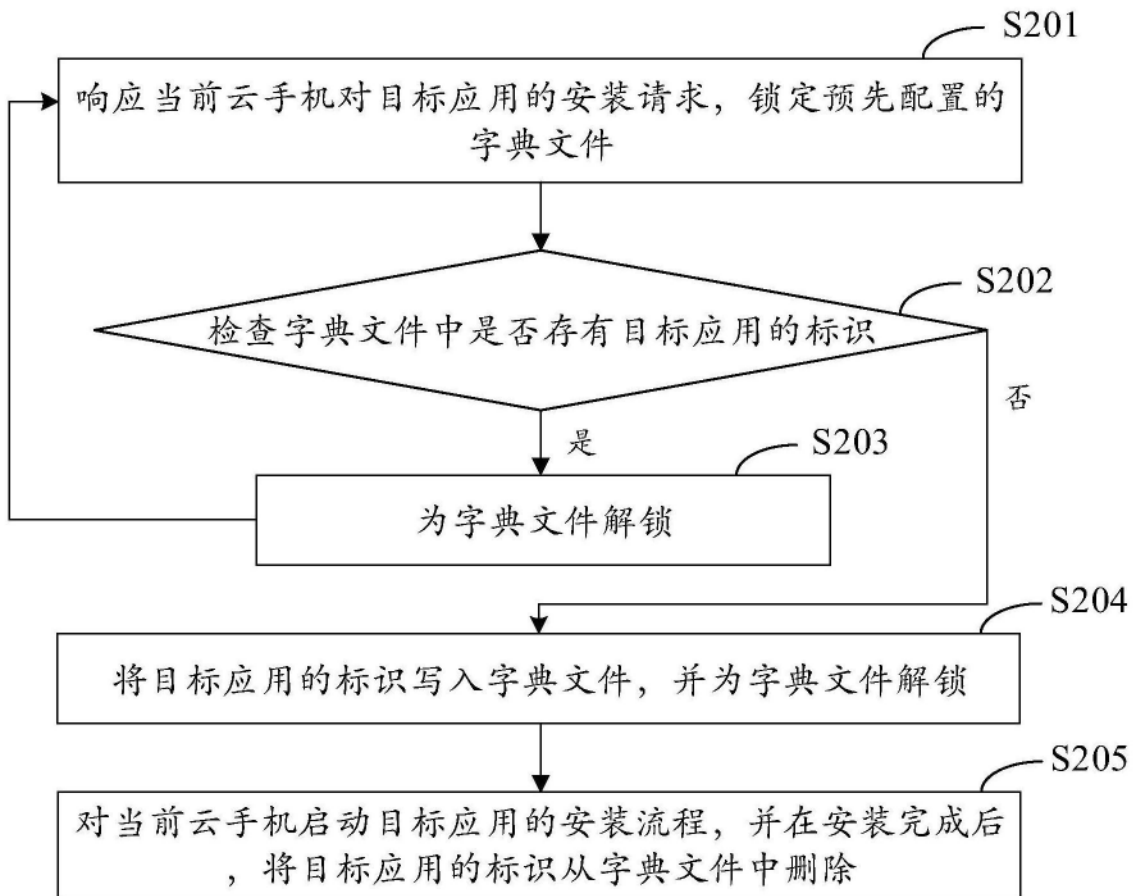 S201
响应当前云手机对目标应用的安装请求，锁定预先配置的
字典文件
S202
检查字典文件中是否存有目标应用的标识
否
是
S203
为字典文件解锁
S204
将目标应用的标识写入字典文件，并为字典文件解锁
S205
对当前云手机启动目标应用的安装流程，并在安装完成后
，将目标应用的标识从字典文件中删除